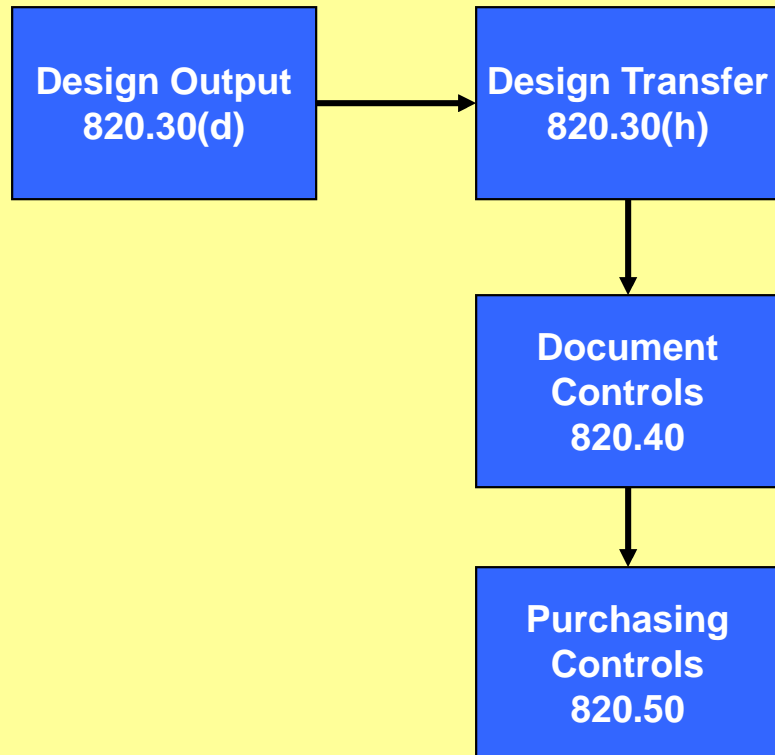 Design Output
820.30(d)
Design Transfer
820.30(h)
Document
Controls
820.40
Purchasing
Controls
820.50